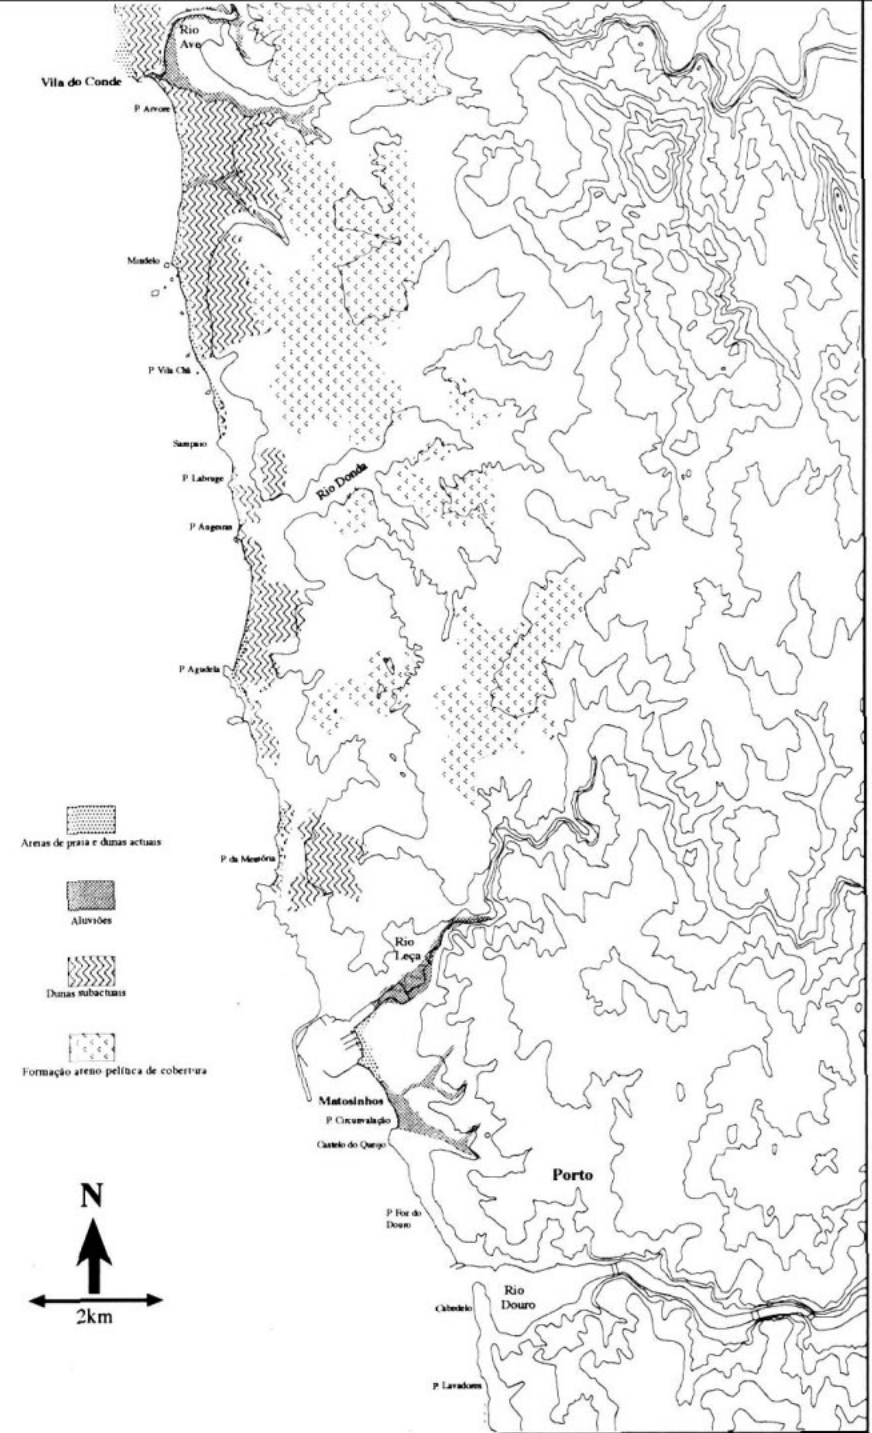 Rio
Ave
Vila do Conde
P Arvore
Mindelo
P Vila Chã
Sampaio
P Labruge
Rio Donda
P Angeiras
P Agudela
Areias de praia e dunas actuais
P da Memória
Aluviões
Rio
Leça
Dunas subactuais
Formação areno pelítica de cobertura
Matosinhos
P Circunvalação
Castelo do Queijo
Porto
N
P Foz do
Douro
Rio
Douro
Cabedelo
2km
P Lavadores